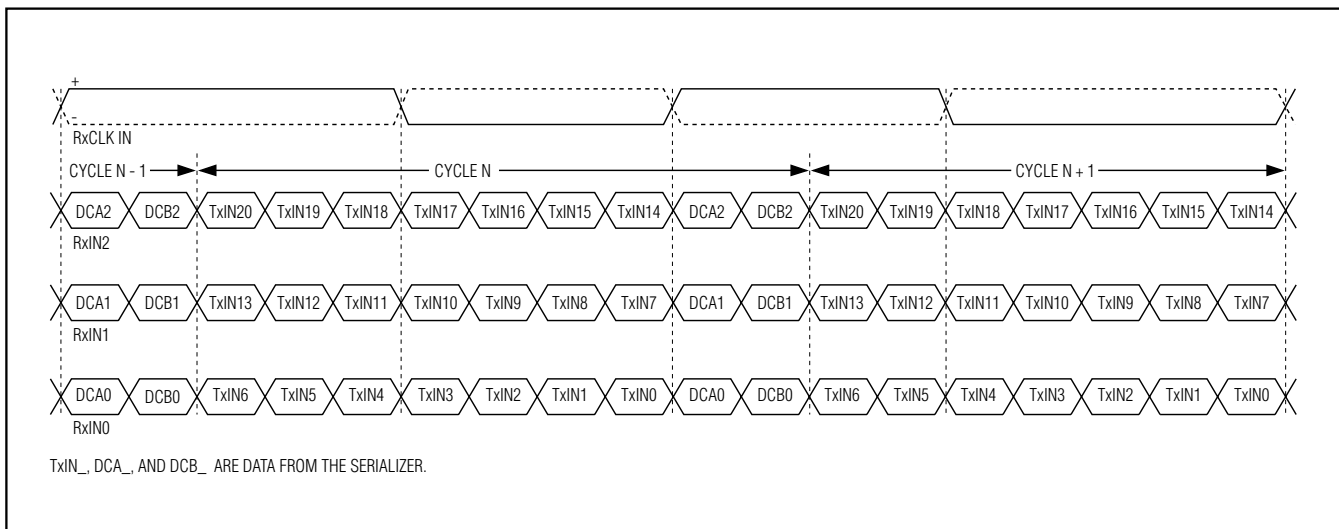 +
-
RxCLK IN
CYCLE N - 1 CYCLE N CYCLE N + 1
DCA2 DCB2 TxIN20 TxIN19 TxIN18 TxIN17 TxIN16 TxIN15 TxIN14 DCA2 DCB2 TxIN20 TxIN19 TxIN18 TxIN17 TxIN16 TxIN15 TxIN14
RxIN2
DCA1 DCB1 TxIN13 TxIN12 TxIN11 TxIN10 TxIN9 TxIN8 TxIN7 DCA1 DCB1 TxIN13 TxIN12 TxIN11 TxIN10 TxIN9 TxIN8 TxIN7
RxIN1
DCA0 DCB0 TxIN6 TxIN5 TxIN4 TxIN3 TxIN2 TxIN1 TxIN0 DCA0 DCB0 TxIN6 TxIN5 TxIN4 TxIN3 TxIN2 TxIN1 TxIN0
RxIN0
TxIN_, DCA_, AND DCB_ ARE DATA FROM THE SERIALIZER.